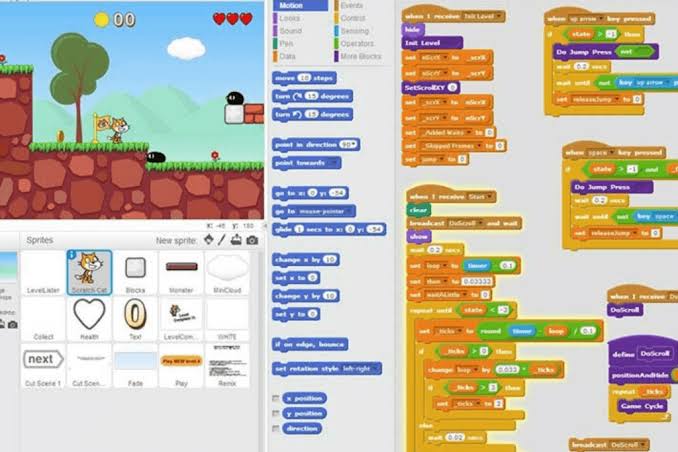 00
x: -45 y: 180
Sprites New sprite:
LevelLister Scratch Cat Blocks Monster MiniCloud
Collect Health Text LevelCom... WHITE
next Play NEW level 4
Cut Scene 1 Cut Scen... Fade Play Remix
Motion Events
Looks Control
Sound Sensing
Pen Operators
Data More Blocks
move 10 steps
turn 15 degrees
turn 15 degrees
point in direction 90
point towards
go to x: 0 y: -54
go to mouse-pointer
glide 1 secs to x: 0 y: -54
change x by 10
set x to 0
change y by 10
set y to 0
if on edge, bounce
set rotation style left-right
x position
y position
direction
when I receive Init Level
hide
Init Level
set to _scrX
set to _scrY
SetScrollXY 0
set _scrX to
set _scrY to
set _Added Waits to 0
set _Skipped Frames to 0
set jump to 0
when I receive Start
clear
broadcast DoScroll and wait
show
wait 0.2 secs
set loop to timer - 0.1
set then to 0.03333
set waitALittle to 0
repeat until state < -2
set _ticks to round timer - loop / 0.1
if _ticks > 0 then
change loop by 0.033 * _ticks
if _ticks > 2 then
set _ticks to 2
else
wait 0.02 secs
when up arrow key pressed
if state > -1 then
Do Jump Press not
wait 0.2 secs
wait until not key up arrow
set releaseJump to 0
when space key pressed
if state > -1 and
Do Jump Press
wait 0.2 secs
wait until not key space
set releaseJump to 0
when I receive
DoScroll
define DoScroll
positionAndHide
repeat _ticks
Game Cycle
broadcast DoScroll